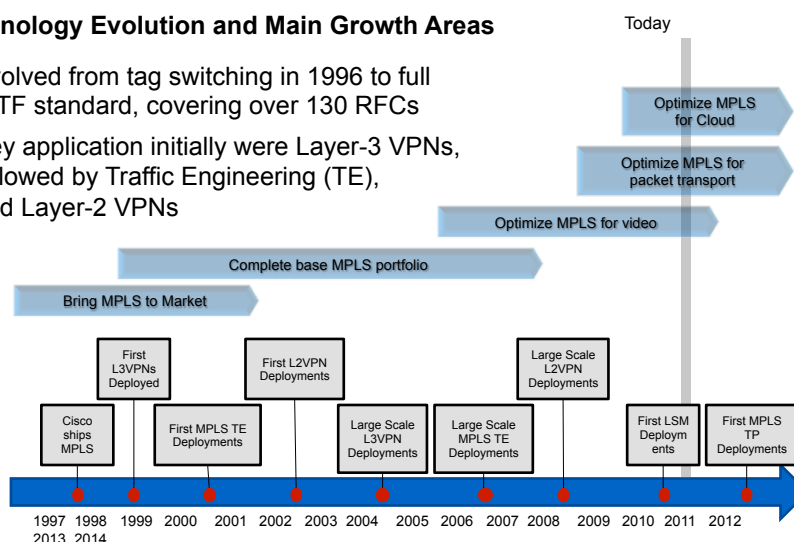 nology Evolution and Main Growth Areas
Today
volved from tag switching in 1996 to full
TF standard, covering over 130 RFCs
ey application initially were Layer-3 VPNs,
llowed by Traffic Engineering (TE),
d Layer-2 VPNs
Optimize MPLS
for Cloud
Optimize MPLS for
packet transport
Optimize MPLS for video
Complete base MPLS portfolio
Bring MPLS to Market
First
L3VPNs
Deployed
First L2VPN
Deployments
Large Scale
L2VPN
Deployments
Cisco
ships
MPLS
First MPLS TE
Deployments
Large Scale
L3VPN
Deployments
Large Scale
MPLS TE
Deployments
First LSM
Deploym
ents
First MPLS
TP
Deployments
1997 1998 1999 2000 2001 2002 2003 2004 2005 2006 2007 2008 2009 2010 2011 2012
2013 2014